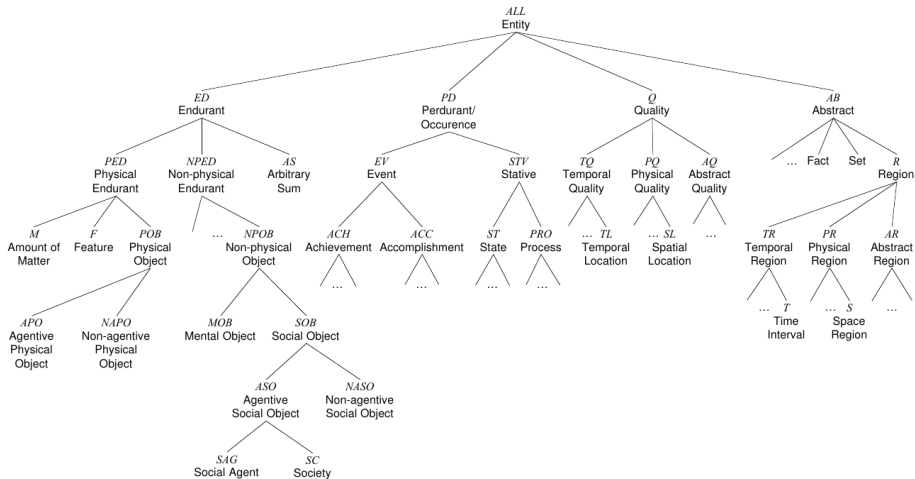 ALL
Entity
ED
Endurant
PD
Perdurant/
Occurence
Q
Quality
AB
Abstract
PED
Physical
Endurant
NPED
Non-physical
Endurant
AS
Arbitrary
Sum
EV
Event
STV
Stative
TQ
Temporal
Quality
PQ
Physical
Quality
AQ
Abstract
Quality
... Fact Set
R
Region
M
Amount of
Matter
F
Feature
POB
Physical
Object
...
NPOB
Non-physical
Object
ACH
Achievement
...
ACC
Accomplishment
...
ST
State
...
PRO
Process
...
... TL
Temporal
Location
... SL
Spatial
Location
...
TR
Temporal
Region
PR
Physical
Region
AR
Abstract
Region
APO
Agentive
Physical
Object
NAPO
Non-agentive
Physical
Object
MOB
Mental Object
SOB
Social Object
... T
Time
Interval
... S
Space
Region
...
ASO
Agentive
Social Object
NASO
Non-agentive
Social Object
SAG
Social Agent
SC
Society